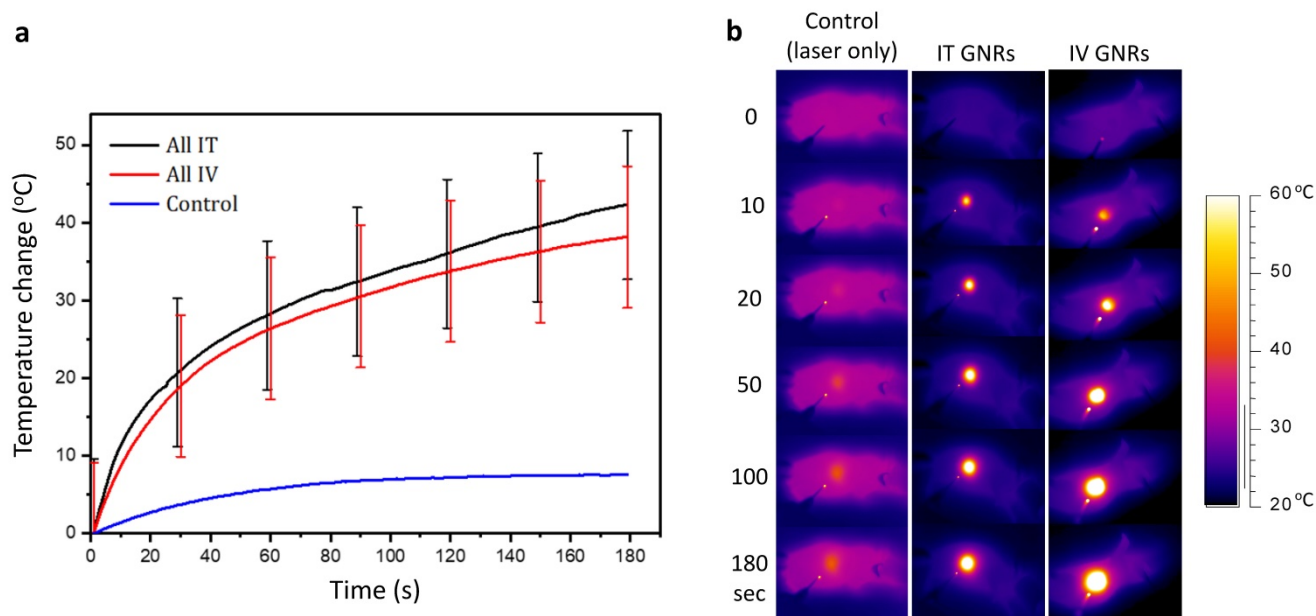 a
Temperature change (°C)
50
40
30
20
10
0
All IT
All IV
Control
0 20 40 60 80 100 120 140 160 180
Time (s)
b
Control
(laser only)
IT GNRs
IV GNRs
0
10
20
50
100
180
sec
60 °C
50
40
30
20 °C